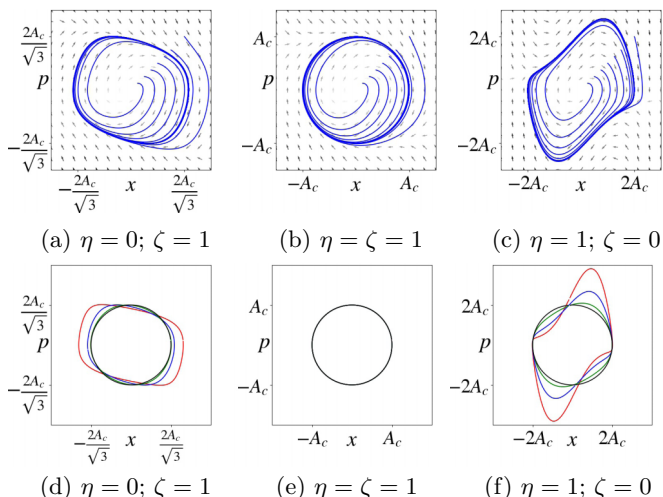 2A_c/√3
p
−2A_c/√3
−2A_c/√3 x 2A_c/√3
(a) η = 0; ζ = 1
A_c
p
−A_c
−A_c x A_c
(b) η = ζ = 1
2A_c
p
−2A_c
−2A_c x 2A_c
(c) η = 1; ζ = 0
2A_c/√3
p
−2A_c/√3
−2A_c/√3 x 2A_c/√3
(d) η = 0; ζ = 1
A_c
p
−A_c
−A_c x A_c
(e) η = ζ = 1
2A_c
p
−2A_c
−2A_c x 2A_c
(f) η = 1; ζ = 0